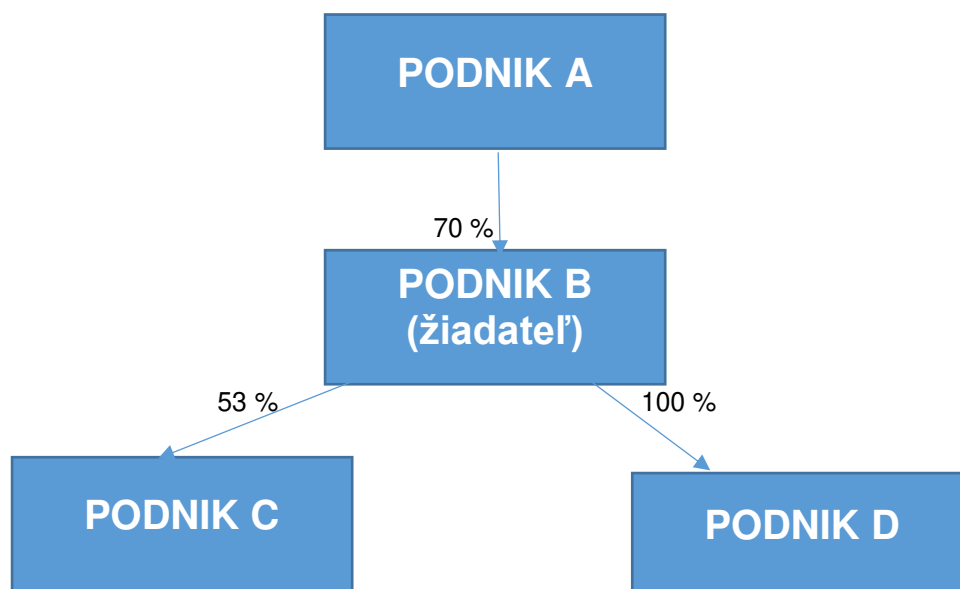 PODNIK A
70 %
PODNIK B
(žiadateľ)
53 %
100 %
PODNIK C
PODNIK D